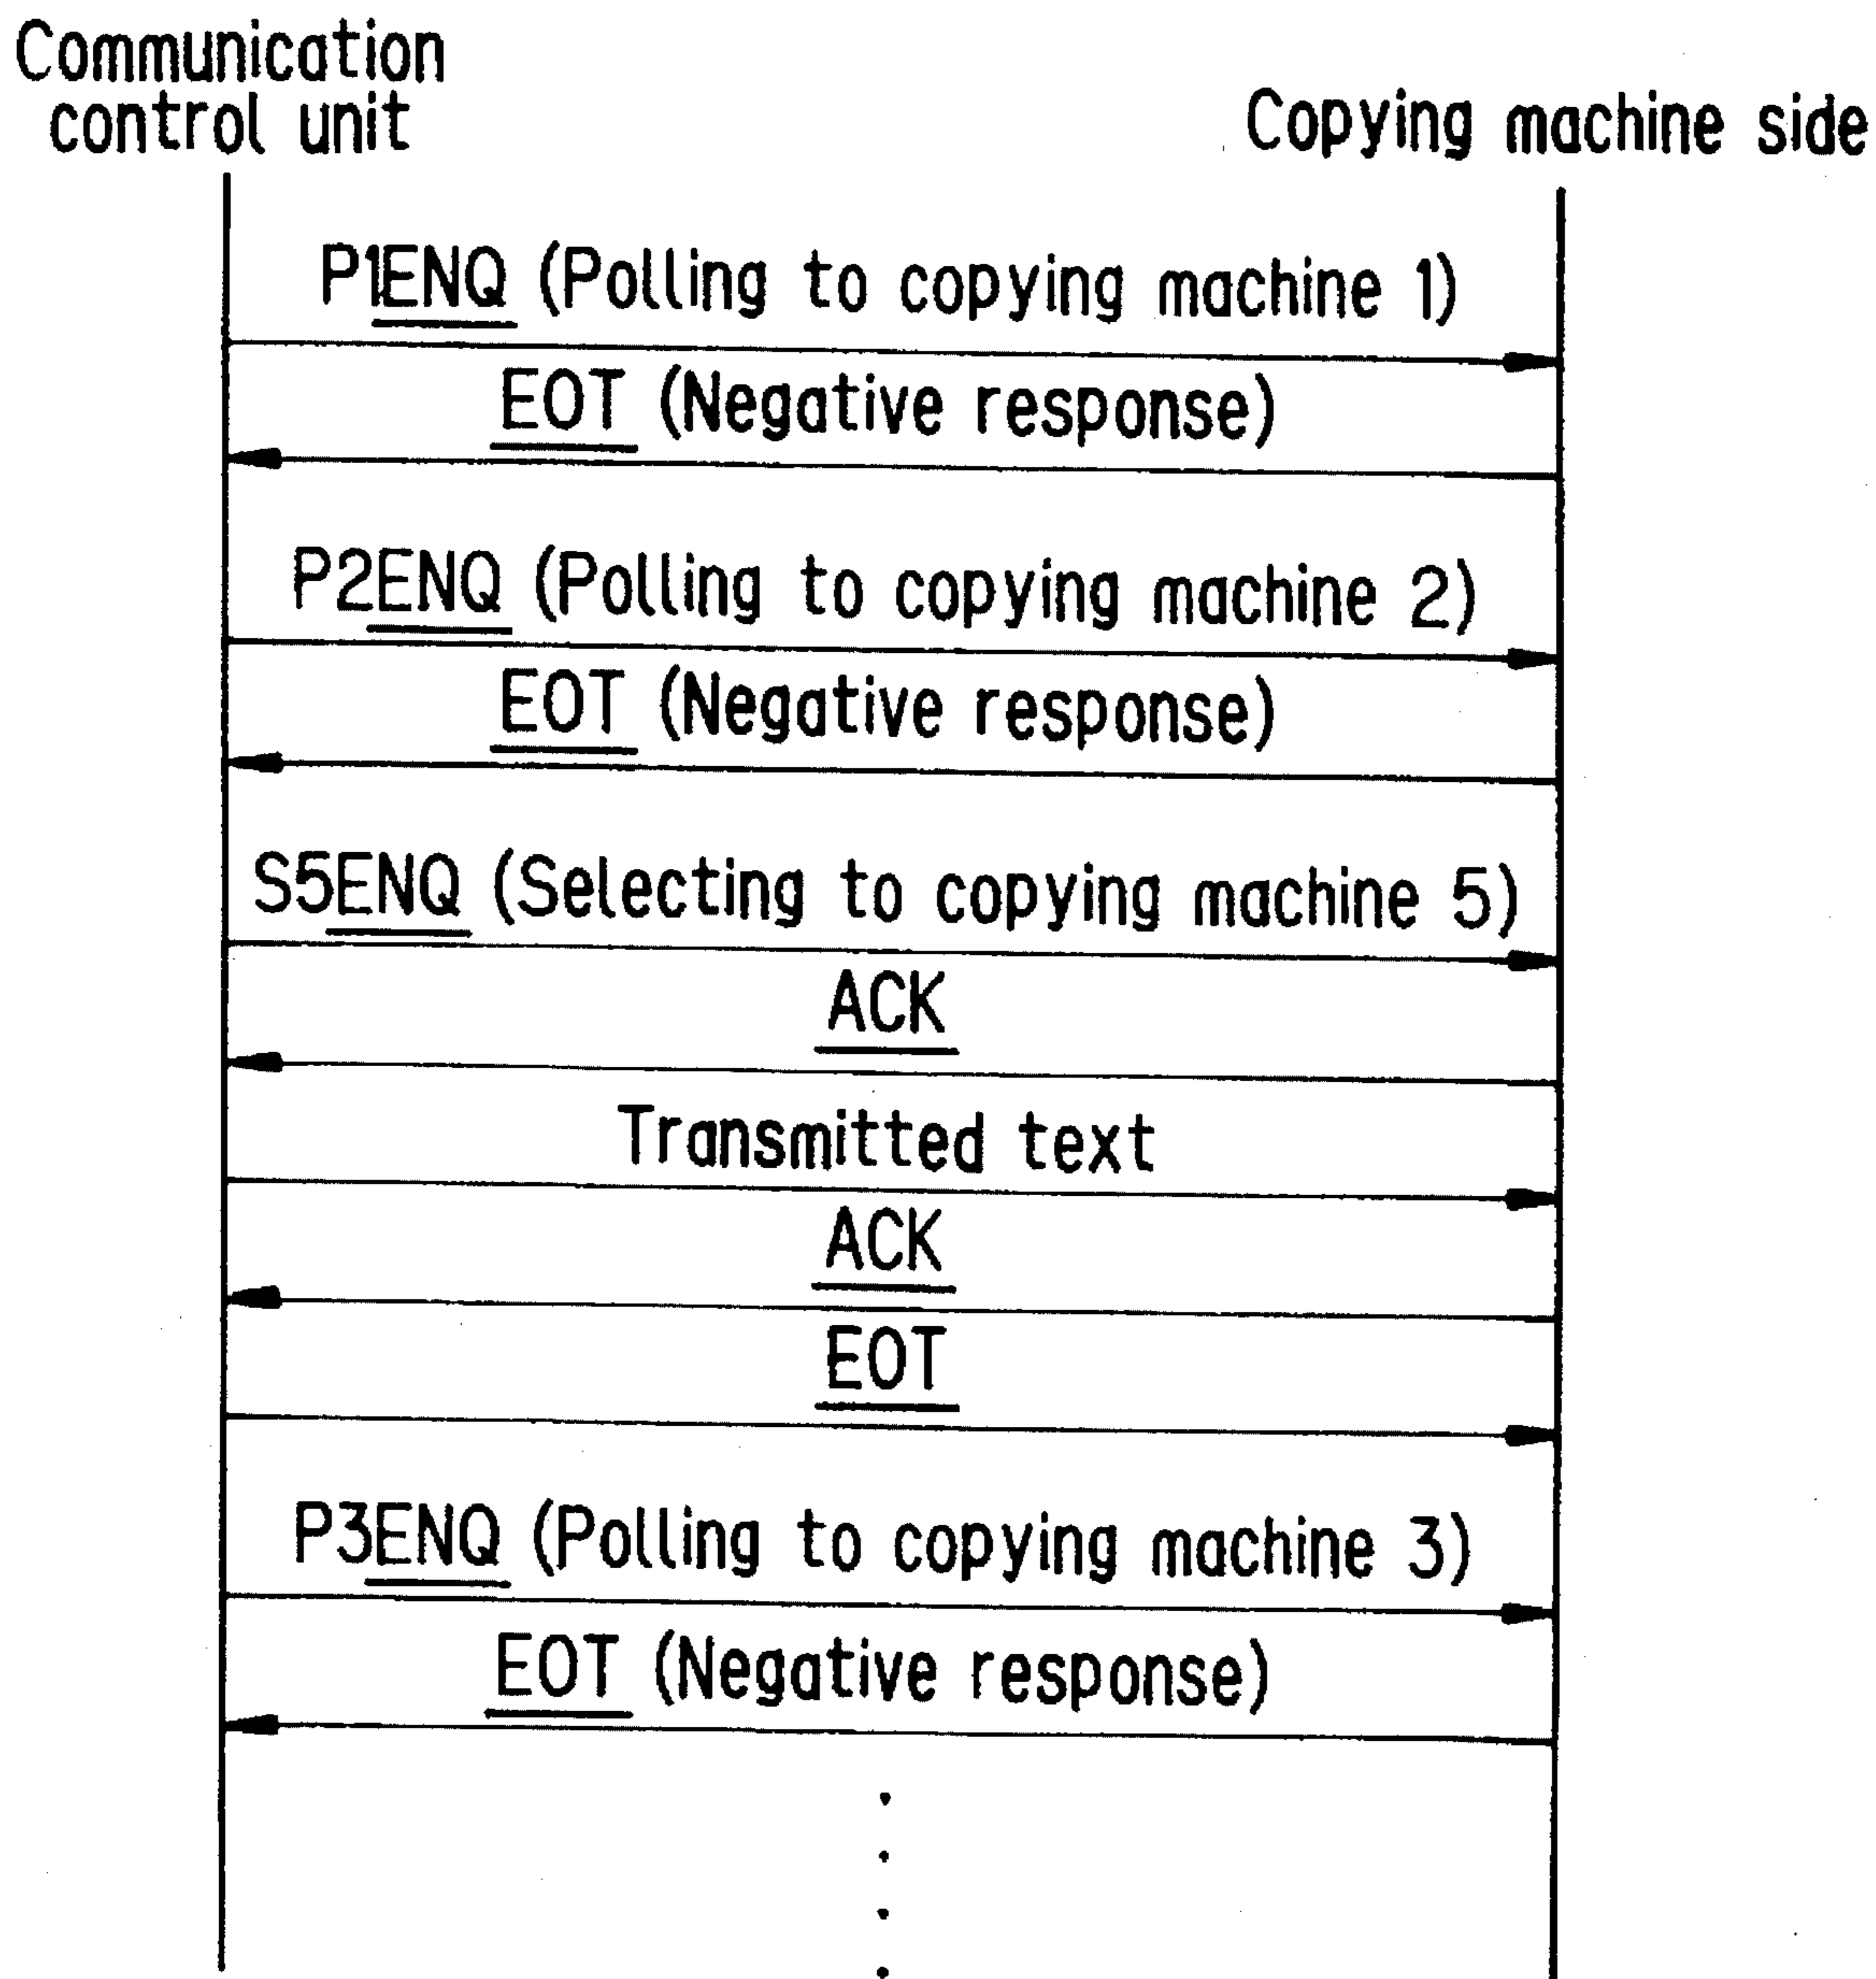 Communication
control unit
Copying machine side
P1ENQ (Polling to copying machine 1)
EOT (Negative response)
P2ENQ (Polling to copying machine 2)
EOT (Negative response)
S5ENQ (Selecting to copying machine 5)
ACK
Transmitted text
ACK
EOT
P3ENQ (Polling to copying machine 3)
EOT (Negative response)